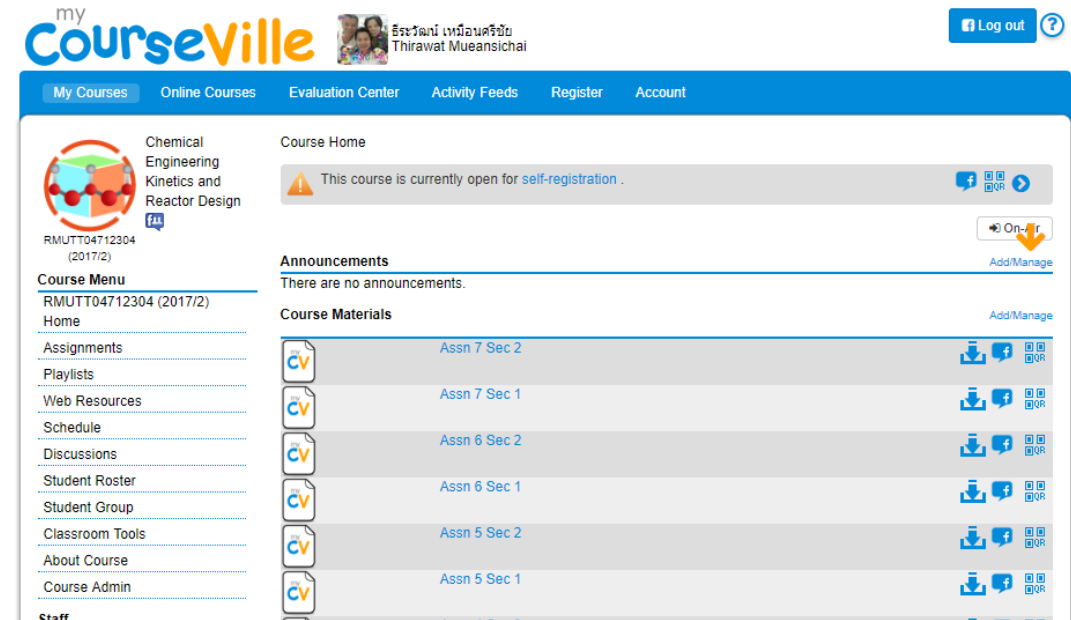 my
CourseVille
ธีระวัฒน์ เหมือนศรีชัย
Thirawat Mueansichai
Log out
?
My Courses Online Courses Evaluation Center Activity Feeds Register Account
Chemical
Engineering
Kinetics and
Reactor Design
RMUTT04712304
(2017/2)
Course Menu
RMUTT04712304 (2017/2)
Home
Assignments
Playlists
Web Resources
Schedule
Discussions
Student Roster
Student Group
Classroom Tools
About Course
Course Admin
Staff
Course Home
This course is currently open for self-registration .
QR
On-Air
Announcements Add/Manage
There are no announcements.
Course Materials Add/Manage
my CV Assn 7 Sec 2 QR
my CV Assn 7 Sec 1 QR
my CV Assn 6 Sec 2 QR
my CV Assn 6 Sec 1 QR
my CV Assn 5 Sec 2 QR
my CV Assn 5 Sec 1 QR